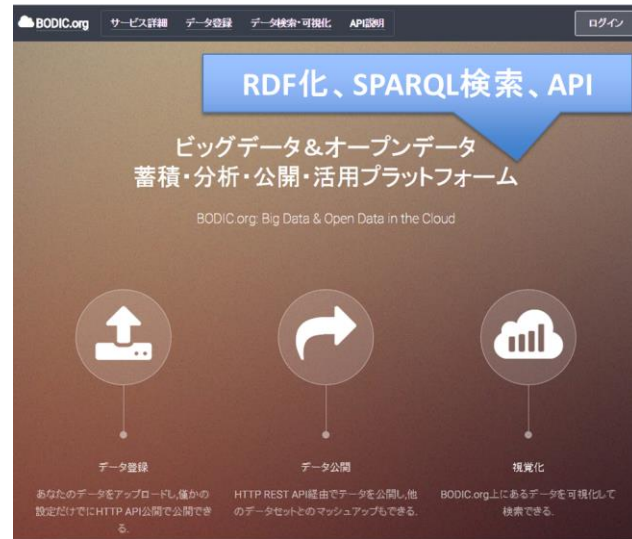 BODIC.org サービス詳細 データ登録 データ検索・可視化 API説明 ログイン
RDF化、SPARQL検索、API
ビッグデータ&オープンデータ
蓄積・分析・公開・活用プラットフォーム
BODIC.org: Big Data & Open Data in the Cloud
データ登録 データ公開 視覚化
あなたのデータをアップロードし,僅かの
設定だけでにHTTP API公開で公開でき
る.
HTTP REST API経由でデータを公開し,他
のデータセットとのマッシュアップもできる.
BODIC.org上にあるデータを可視化して
検索できる.